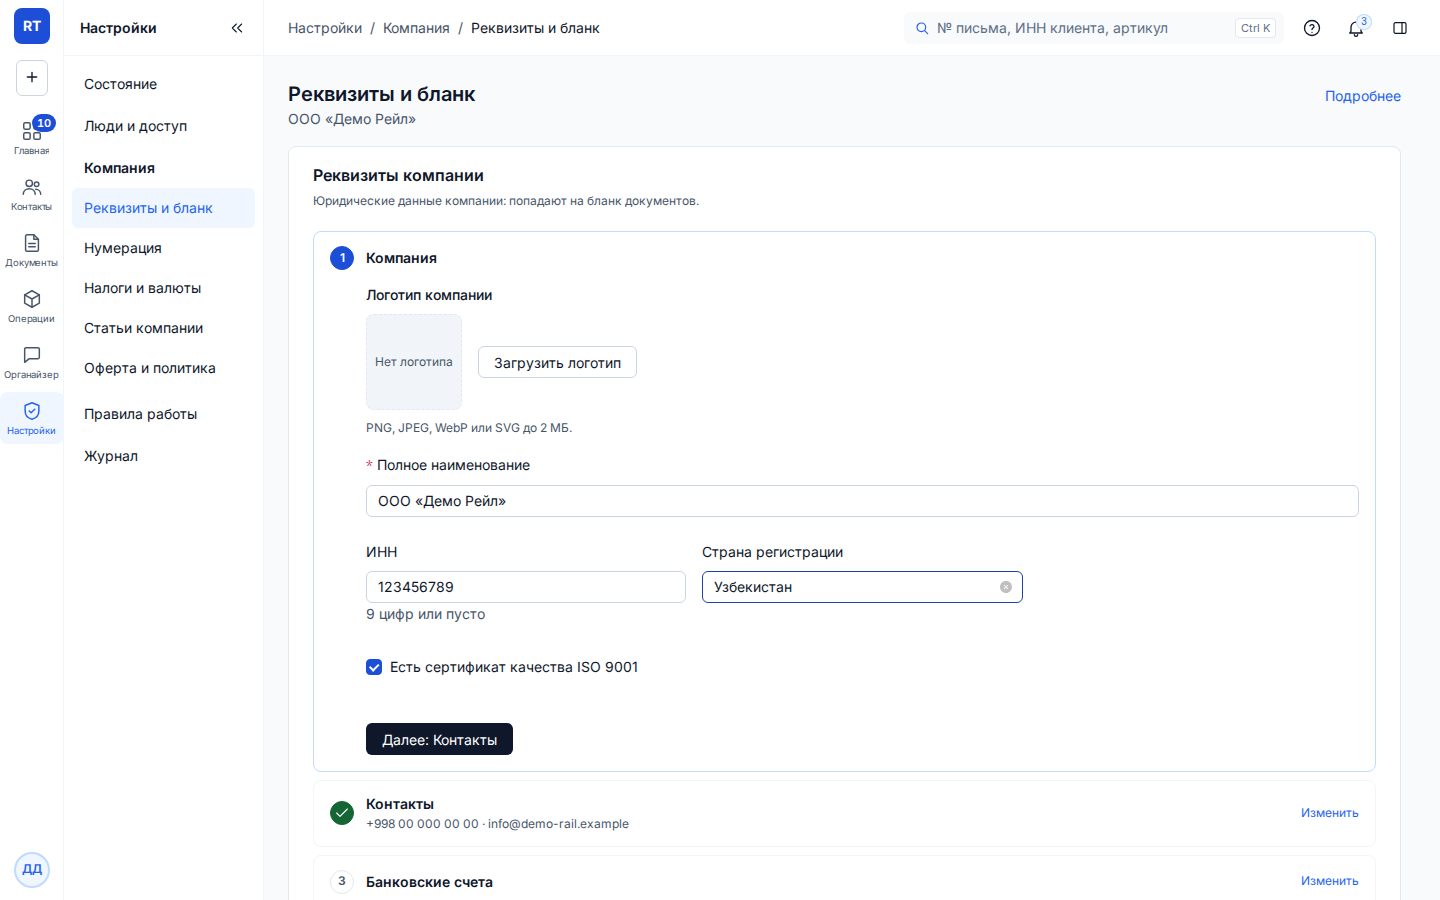 RT
Настройки
Настройки / Компания / Реквизиты и бланк
№ письма, ИНН клиента, артикул
Ctrl K
3
10
Главная
Контакты
Документы
Операции
Органайзер
Настройки
ДД
Состояние
Люди и доступ
Компания
Реквизиты и бланк
Нумерация
Налоги и валюты
Статьи компании
Оферта и политика
Правила работы
Журнал
Реквизиты и бланк
ООО «Демо Рейл»
Подробнее
Реквизиты компании
Юридические данные компании: попадают на бланк документов.
1
Компания
Логотип компании
Нет логотипа
Загрузить логотип
PNG, JPEG, WebP или SVG до 2 МБ.
* Полное наименование
ООО «Демо Рейл»
ИНН
Страна регистрации
123456789
Узбекистан
9 цифр или пусто
Есть сертификат качества ISO 9001
Далее: Контакты
Контакты
+998 00 000 00 00 · info@demo-rail.example
Изменить
3
Банковские счета
Изменить